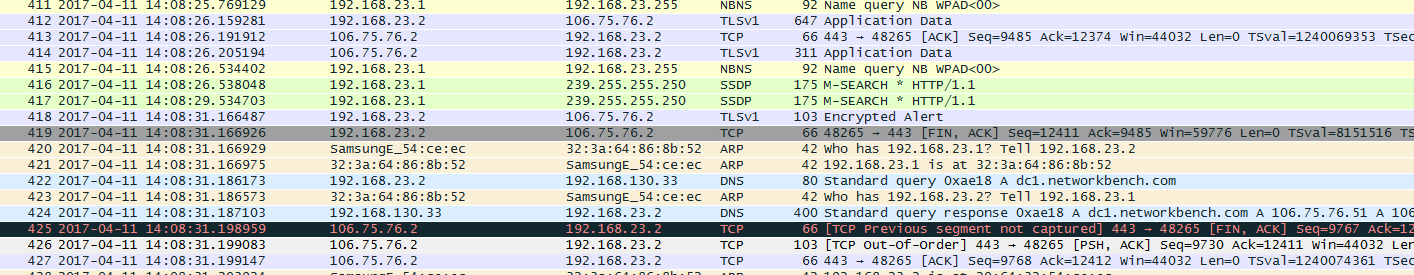 411 2017-04-11 14:08:25.769129 192.168.23.1 192.168.23.255 NBNS 92 Name query NB WPAD<00>
412 2017-04-11 14:08:26.159281 192.168.23.2 106.75.76.2 TLSv1 647 Application Data
413 2017-04-11 14:08:26.191912 106.75.76.2 192.168.23.2 TCP 66 443 → 48265 [ACK] Seq=9485 Ack=12374 Win=44032 Len=0 TSval=1240069353 TSec
414 2017-04-11 14:08:26.205194 106.75.76.2 192.168.23.2 TLSv1 311 Application Data
415 2017-04-11 14:08:26.534402 192.168.23.1 192.168.23.255 NBNS 92 Name query NB WPAD<00>
416 2017-04-11 14:08:26.538048 192.168.23.1 239.255.255.250 SSDP 175 M-SEARCH * HTTP/1.1
417 2017-04-11 14:08:29.534703 192.168.23.1 239.255.255.250 SSDP 175 M-SEARCH * HTTP/1.1
418 2017-04-11 14:08:31.166487 192.168.23.2 106.75.76.2 TLSv1 103 Encrypted Alert
419 2017-04-11 14:08:31.166926 192.168.23.2 106.75.76.2 TCP 66 48265 → 443 [FIN, ACK] Seq=12411 Ack=9485 Win=59776 Len=0 TSval=8151516 TS
420 2017-04-11 14:08:31.166929 SamsungE_54:ce:ec 32:3a:64:86:8b:52 ARP 42 Who has 192.168.23.1? Tell 192.168.23.2
421 2017-04-11 14:08:31.166975 32:3a:64:86:8b:52 SamsungE_54:ce:ec ARP 42 192.168.23.1 is at 32:3a:64:86:8b:52
422 2017-04-11 14:08:31.186173 192.168.23.2 192.168.130.33 DNS 80 Standard query 0xae18 A dc1.networkbench.com
423 2017-04-11 14:08:31.186573 32:3a:64:86:8b:52 SamsungE_54:ce:ec ARP 42 Who has 192.168.23.2? Tell 192.168.23.1
424 2017-04-11 14:08:31.187103 192.168.130.33 192.168.23.2 DNS 400 Standard query response 0xae18 A dc1.networkbench.com A 106.75.76.51 A 106
425 2017-04-11 14:08:31.198959 106.75.76.2 192.168.23.2 TCP 66 [TCP Previous segment not captured] 443 → 48265 [FIN, ACK] Seq=9767 Ack=12
426 2017-04-11 14:08:31.199083 106.75.76.2 192.168.23.2 TCP 103 [TCP Out-Of-Order] 443 → 48265 [PSH, ACK] Seq=9730 Ack=12411 Win=44032 Len
427 2017-04-11 14:08:31.199147 106.75.76.2 192.168.23.2 TCP 66 443 → 48265 [ACK] Seq=9768 Ack=12412 Win=44032 Len=0 TSval=1240074361 TSec